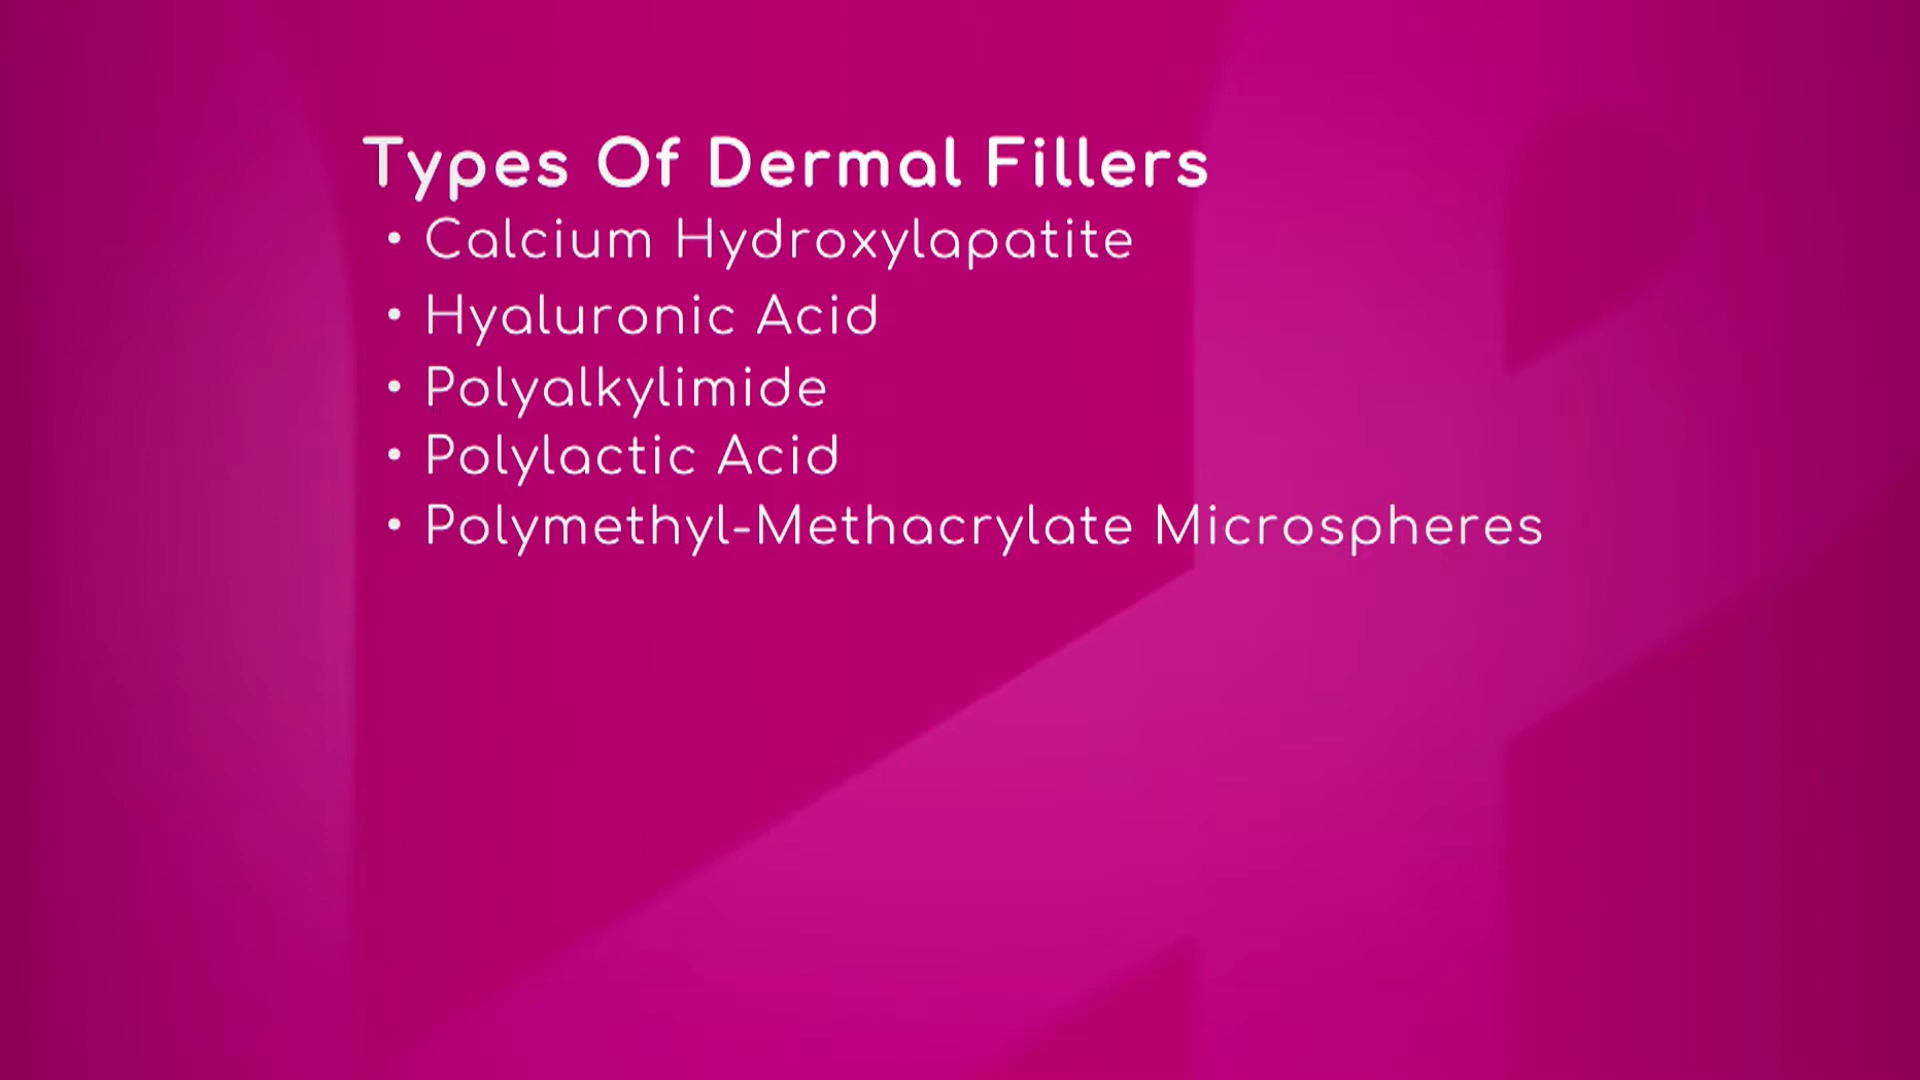 Types Of Dermal Fillers
• Calcium Hydroxylapatite
• Hyaluronic Acid
• Polyalkylimide
• Polylactic Acid
• Polymethyl-Methacrylate Microspheres